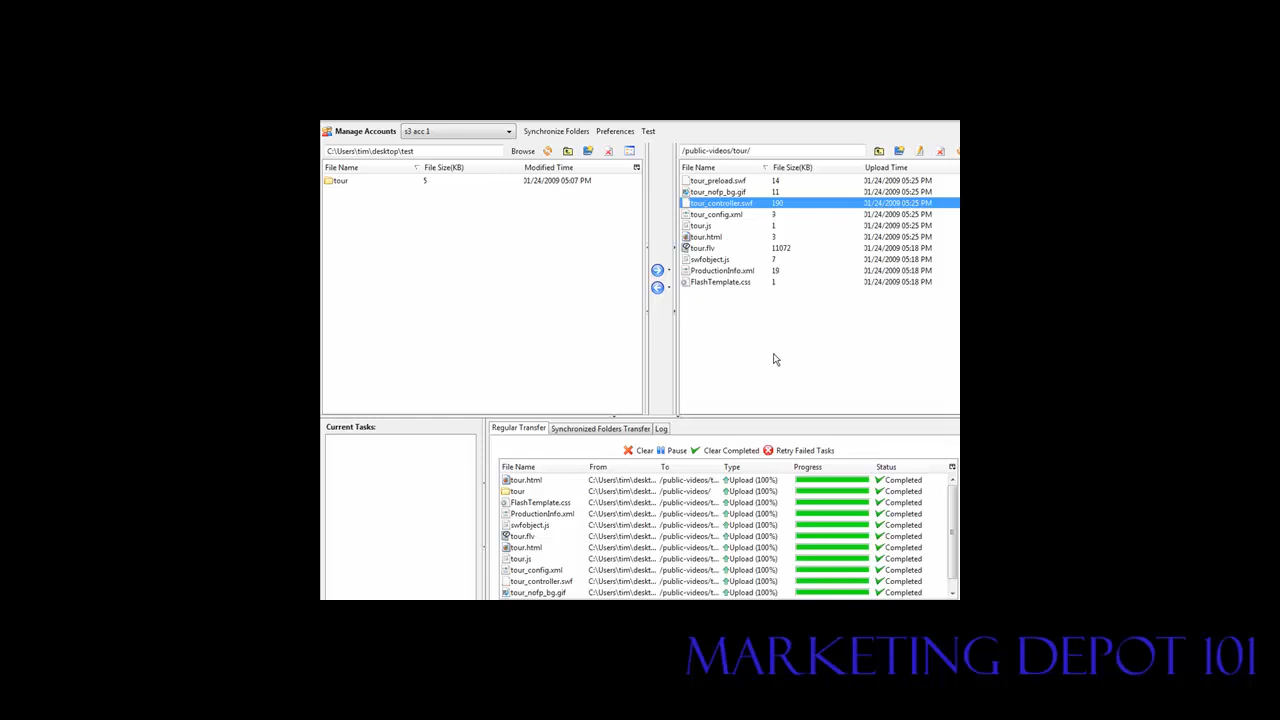 Manage Accounts s3 acc 1 Synchronize Folders Preferences Test
C:\Users\tim\desktop\test Browse /public-videos/tour/
File Name File Size(KB) Modified Time File Name File Size(KB) Upload Time
tour 5 01/24/2009 05:07 PM tour_preload.swf 14 01/24/2009 05:25 PM
tour_nofp_bg.gif 11 01/24/2009 05:25 PM
tour_controller.swf 190 01/24/2009 05:25 PM
tour_config.xml 3 01/24/2009 05:25 PM
tour.js 1 01/24/2009 05:25 PM
tour.html 3 01/24/2009 05:25 PM
tour.flv 11072 01/24/2009 05:18 PM
swfobject.js 7 01/24/2009 05:18 PM
ProductionInfo.xml 19 01/24/2009 05:18 PM
FlashTemplate.css 1 01/24/2009 05:18 PM
Current Tasks: Regular Transfer Synchronized Folders Transfer Log
Clear Pause Clear Completed Retry Failed Tasks
File Name From To Type Progress Status
tour.html C:\Users\tim\deskt... /public-videos/t... Upload (100%) Completed
tour C:\Users\tim\deskt... /public-videos/ Upload (100%) Completed
FlashTemplate.css C:\Users\tim\deskt... /public-videos/t... Upload (100%) Completed
ProductionInfo.xml C:\Users\tim\deskt... /public-videos/t... Upload (100%) Completed
swfobject.js C:\Users\tim\deskt... /public-videos/t... Upload (100%) Completed
tour.flv C:\Users\tim\deskt... /public-videos/t... Upload (100%) Completed
tour.html C:\Users\tim\deskt... /public-videos/t... Upload (100%) Completed
tour.js C:\Users\tim\deskt... /public-videos/t... Upload (100%) Completed
tour_config.xml C:\Users\tim\deskt... /public-videos/t... Upload (100%) Completed
tour_controller.swf C:\Users\tim\deskt... /public-videos/t... Upload (100%) Completed
tour_nofp_bg.gif C:\Users\tim\deskt... /public-videos/t... Upload (100%) Completed
MARKETING DEPOT 101